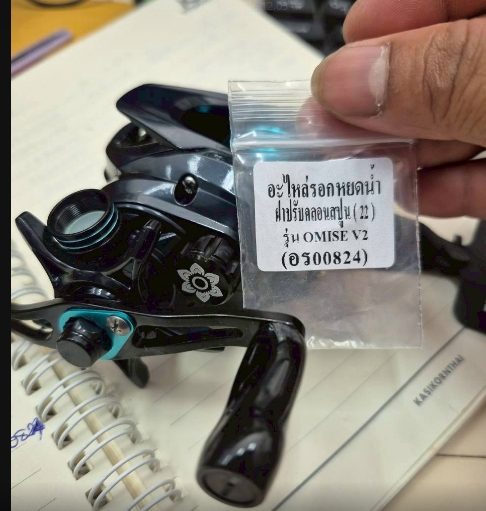 อะไหล่รอกหยดน้ำ
ฝาปรับคลอนสปูน ( 22 )
รุ่น OMISE V2
(อร00824)
KASIKORNTHAI